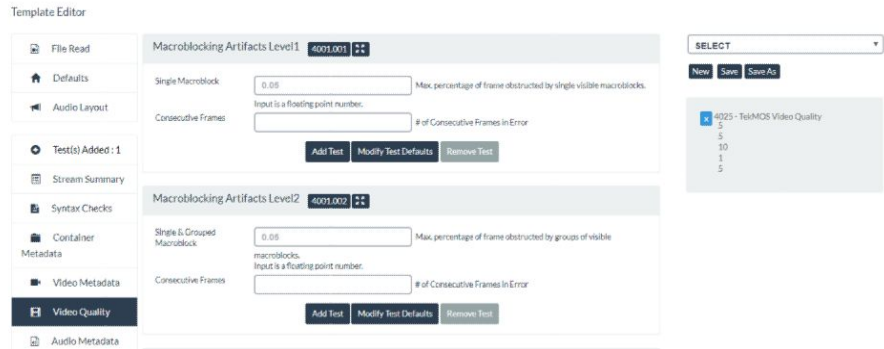 Template Editor
File Read
Defaults
Audio Layout
Test(s) Added : 1
Stream Summary
Syntax Checks
Container
Metadata
Video Metadata
Video Quality
Audio Metadata
Macroblocking Artifacts Level1 4001.001
Single Macroblock
0.06
Max. percentage of frame obstructed by single visible macroblocks.
Input is a floating point number.
Consecutive Frames
# of Consecutive Frames in Error
Add Test Modify Test Defaults Remove Test
Macroblocking Artifacts Level2 4001.002
Single & Grouped
Macroblock
0.06
Max. percentage of frame obstructed by groups of visible
macroblocks.
Input is a floating point number.
Consecutive Frames
# of Consecutive Frames in Error
Add Test Modify Test Defaults Remove Test
SELECT
New Save Save As
x 4025 - TekMOS Video Quality
5
5
10
1
5